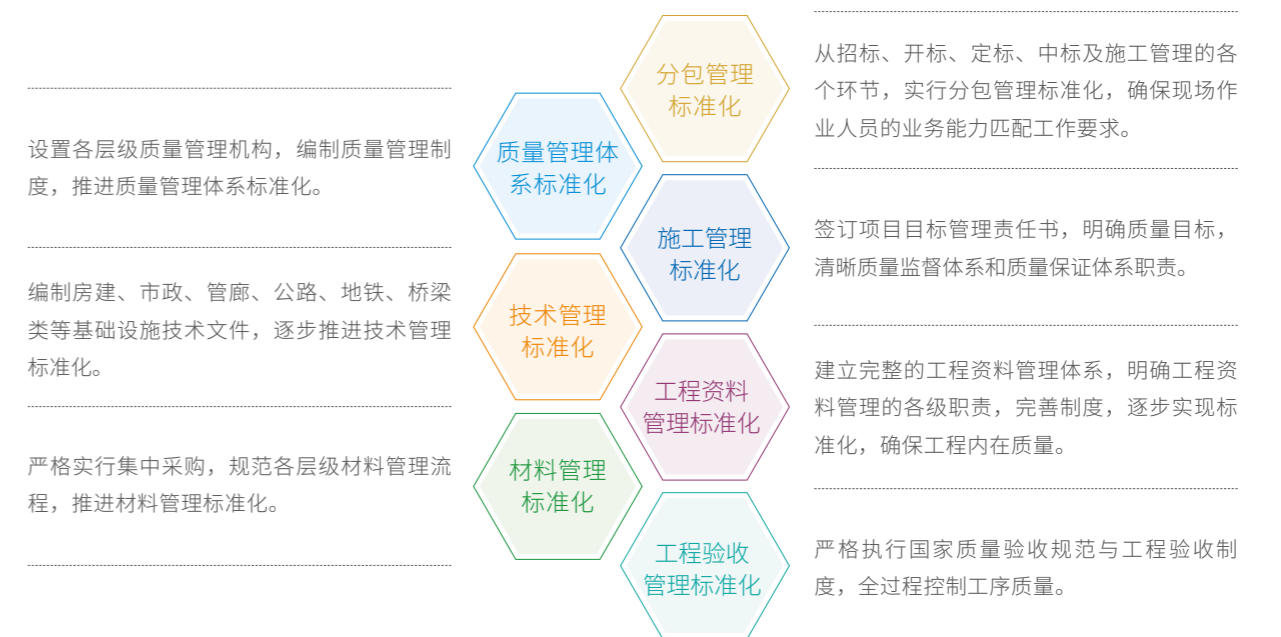 设置各层级质量管理机构，编制质量管理制
度，推进质量管理体系标准化。
质量管理体
系标准化
编制房建、市政、管廊、公路、地铁、桥梁
类等基础设施技术文件，逐步推进技术管理
标准化。
技术管理
标准化
严格实行集中采购，规范各层级材料管理流
程，推进材料管理标准化。
材料管理
标准化
分包管理
标准化
从招标、开标、定标、中标及施工管理的各
个环节，实行分包管理标准化，确保现场作
业人员的业务能力匹配工作要求。
施工管理
标准化
签订项目目标管理责任书，明确质量目标，
清晰质量监督体系和质量保证体系职责。
工程资料
管理标准化
建立完整的工程资料管理体系，明确工程资
料管理的各级职责，完善制度，逐步实现标
准化，确保工程内在质量。
工程验收
管理标准化
严格执行国家质量验收规范与工程验收制
度，全过程控制工序质量。